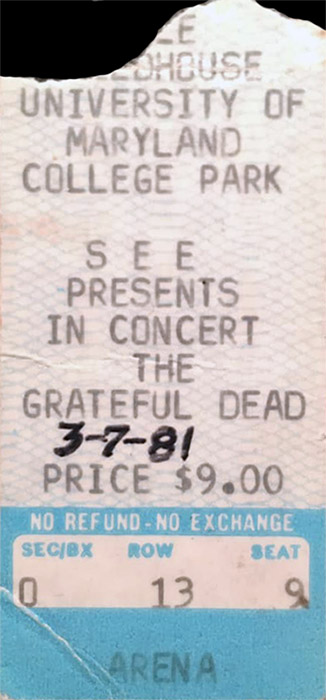 UNIVERSITY OF
MARYLAND
COLLEGE PARK
S E E
PRESENTS
IN CONCERT
THE
GRATEFUL DEAD
3-7-81
PRICE $9.00
NO REFUND-NO EXCHANGE
SEC/BX ROW SEAT
0 13 9
ARENA